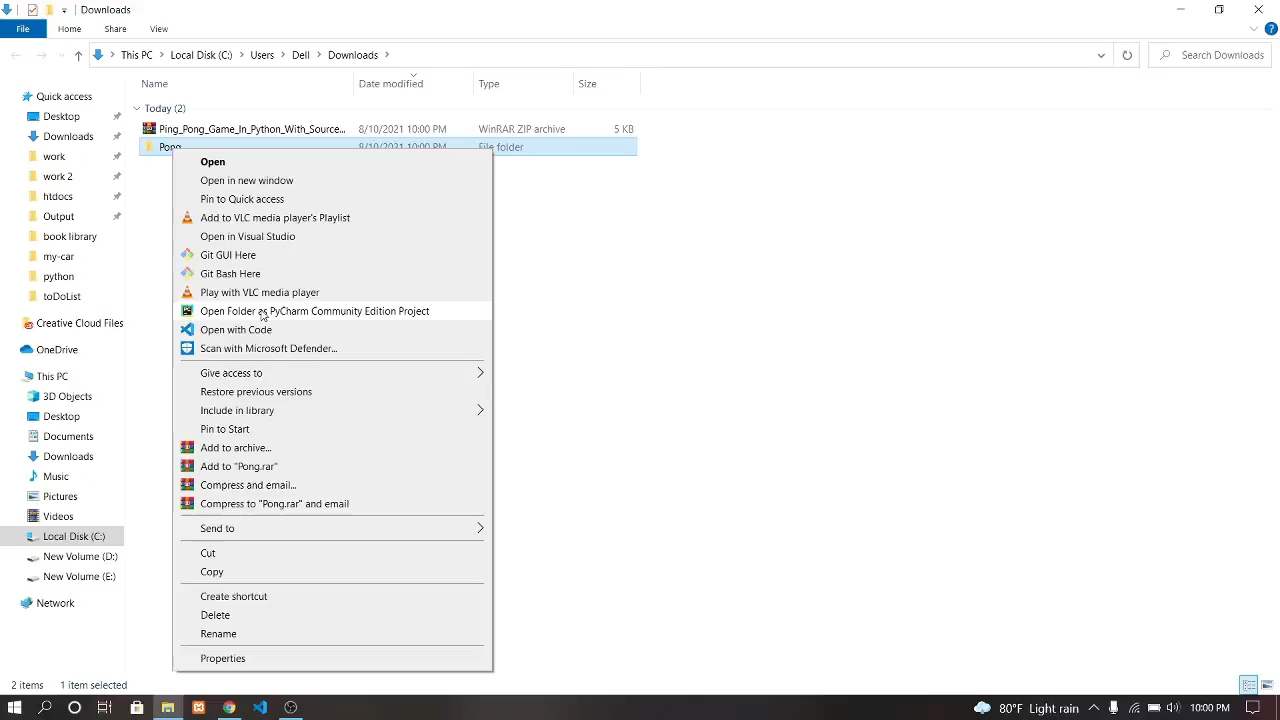 Downloads
File Home Share View
This PC Local Disk (C:) Users Dell Downloads Search Downloads
Name Date modified Type Size
Today (2)
Ping_Pong_Game_In_Python_With_Source... 8/10/2021 10:00 PM WinRAR ZIP archive 5 KB
Pong 8/10/2021 10:00 PM File folder
Quick access
Desktop
Downloads
work
work 2
htdocs
Output
book library
my-car
python
toDoList
Creative Cloud Files
OneDrive
This PC
3D Objects
Desktop
Documents
Downloads
Music
Pictures
Videos
Local Disk (C:)
New Volume (D:)
New Volume (E:)
Network
Open
Open in new window
Pin to Quick access
Add to VLC media player's Playlist
Open in Visual Studio
Git GUI Here
Git Bash Here
Play with VLC media player
Open Folder as PyCharm Community Edition Project
Open with Code
Scan with Microsoft Defender...
Give access to
Restore previous versions
Include in library
Pin to Start
Add to archive...
Add to "Pong.rar"
Compress and email...
Compress to "Pong.rar" and email
Send to
Cut
Copy
Create shortcut
Delete
Rename
Properties
2 items 1 item selected
80°F Light rain 10:00 PM